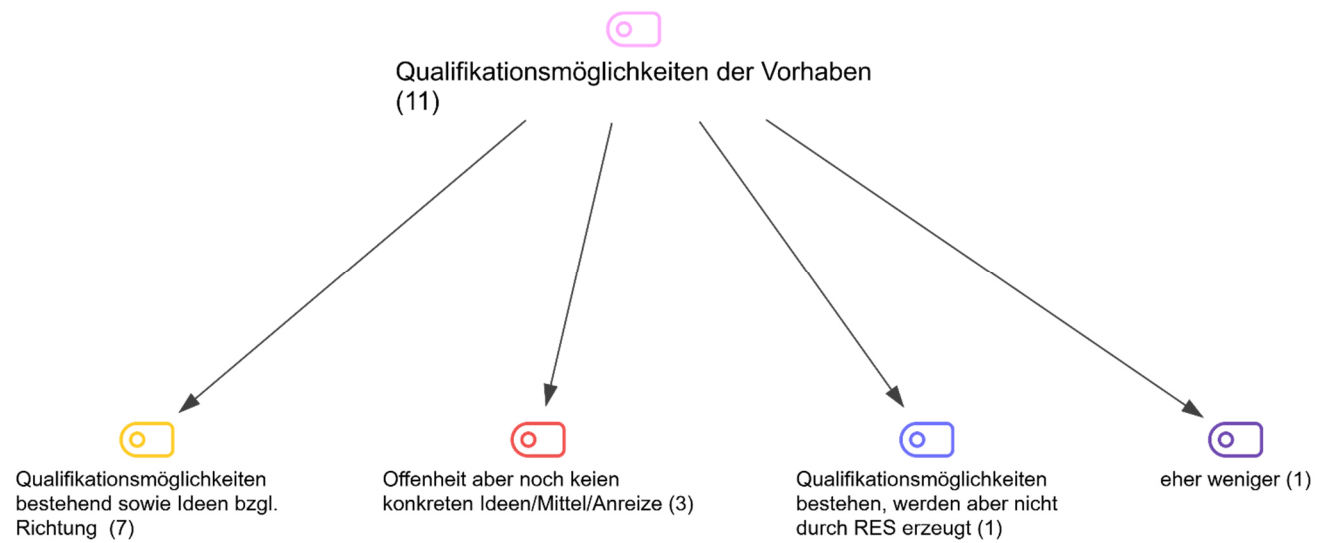 Qualifikationsmöglichkeiten der Vorhaben
(11)
Qualifikationsmöglichkeiten
bestehend sowie Ideen bzgl.
Richtung (7)
Offenheit aber noch keien
konkreten Ideen/Mittel/Anreize (3)
Qualifikationsmöglichkeiten
bestehen, werden aber nicht
durch RES erzeugt (1)
eher weniger (1)